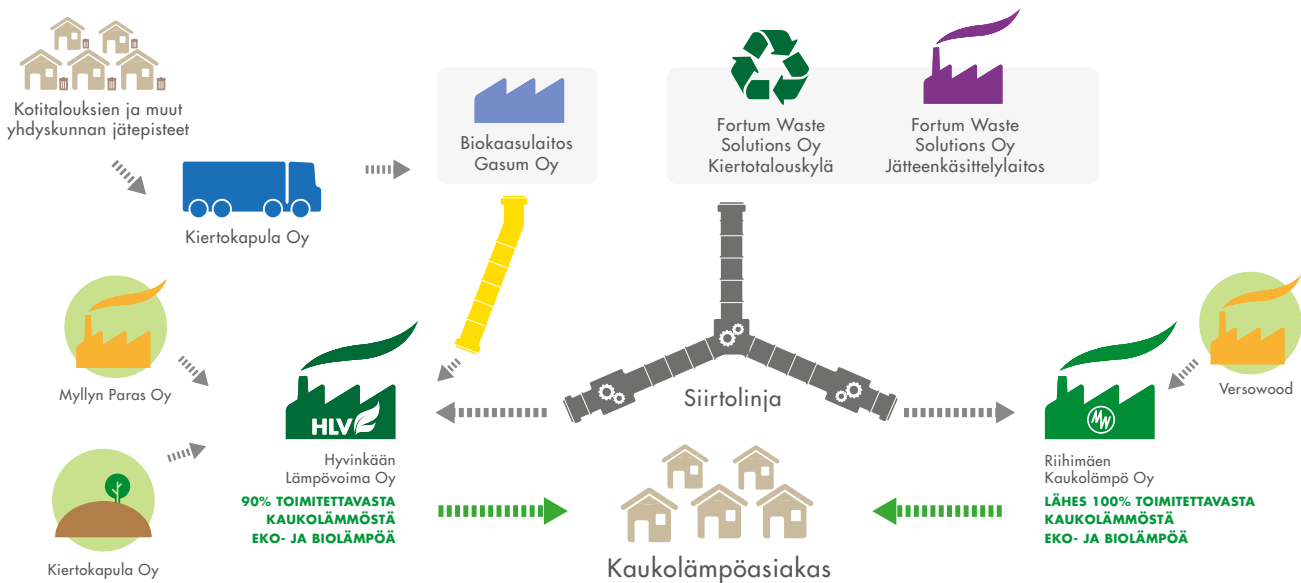 Kotitalouksien ja muut
yhdyskunnan jätepisteet
Kiertokapula Oy
Biokaasulaitos
Gasum Oy
Fortum Waste
Solutions Oy
Kiertotalouskylä
Fortum Waste
Solutions Oy
Jätteenkäsittelylaitos
Myllyn Paras Oy
Kiertokapula Oy
HLV
Hyvinkään
Lämpövoima Oy
90% TOIMITETTAVASTA
KAUKOLÄMMÖSTÄ
EKO- JA BIOLÄMPÖÄ
Siirtolinja
Kaukolämpöasiakas
Versowood
MW
Riihimäen
Kaukolämpö Oy
LÄHES 100% TOIMITETTAVASTA
KAUKOLÄMMÖSTÄ
EKO- JA BIOLÄMPÖÄ